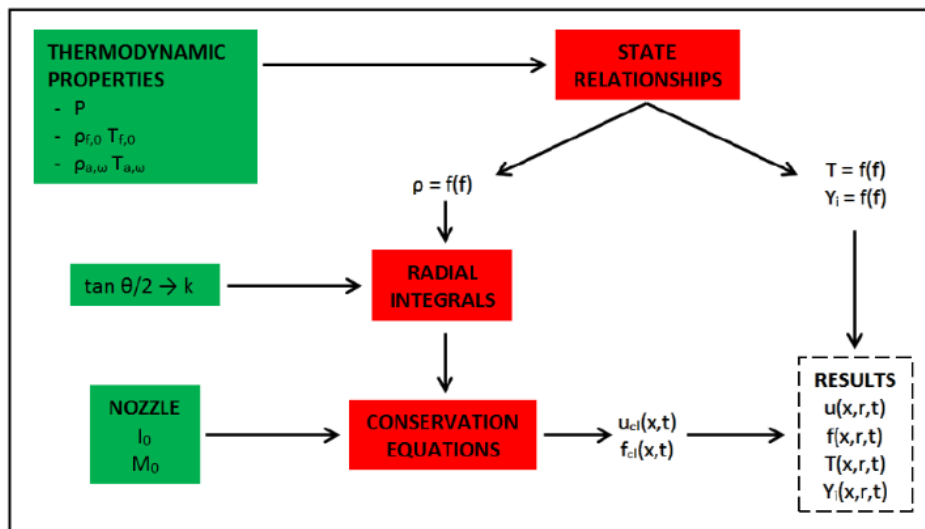 THERMODYNAMIC
PROPERTIES
- P
- ρf,0 Tf,0
- ρa,ω Ta,ω
STATE
RELATIONSHIPS
ρ = f(f)
T = f(f)
Yi = f(f)
tan θ/2 → k
RADIAL
INTEGRALS
NOZZLE
I0
M0
CONSERVATION
EQUATIONS
ucl(x,t)
fcl(x,t)
RESULTS
u(x,r,t)
f(x,r,t)
T(x,r,t)
Yi(x,r,t)